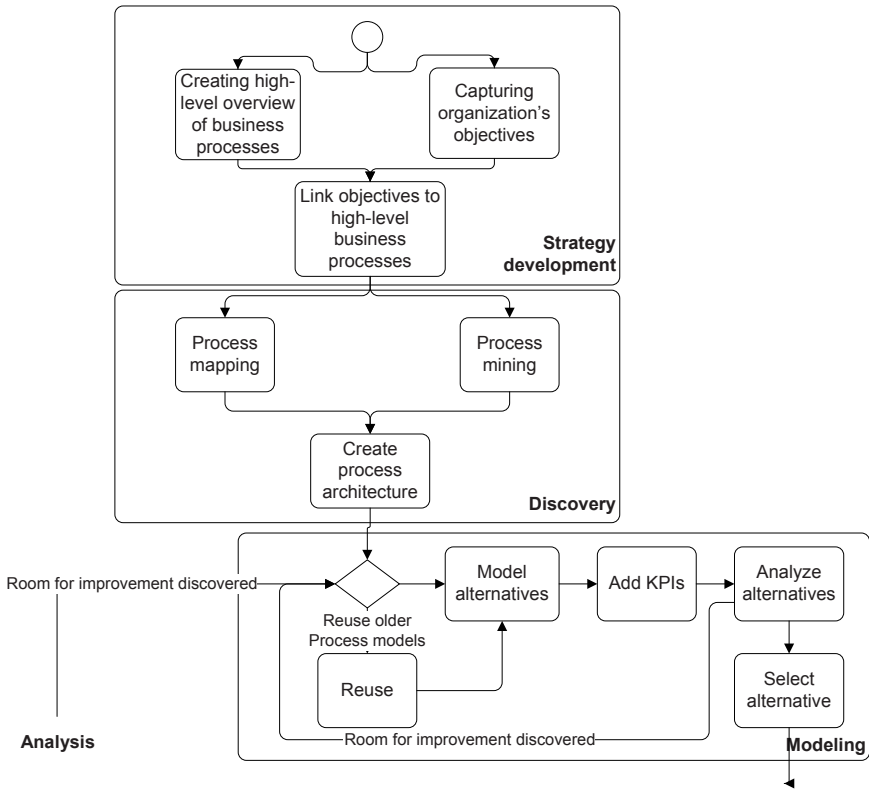 Creating high-
level overview
of business
processes
Capturing
organization’s
objectives
Link objectives to
high-level
business
processes
Strategy
development
Process
mapping
Process
mining
Create
process
architecture
Discovery
Room for improvement discovered
Model
alternatives
Add KPIs
Analyze
alternatives
Reuse older
Process models
Reuse
Select
alternative
Room for improvement discovered
Analysis
Modeling